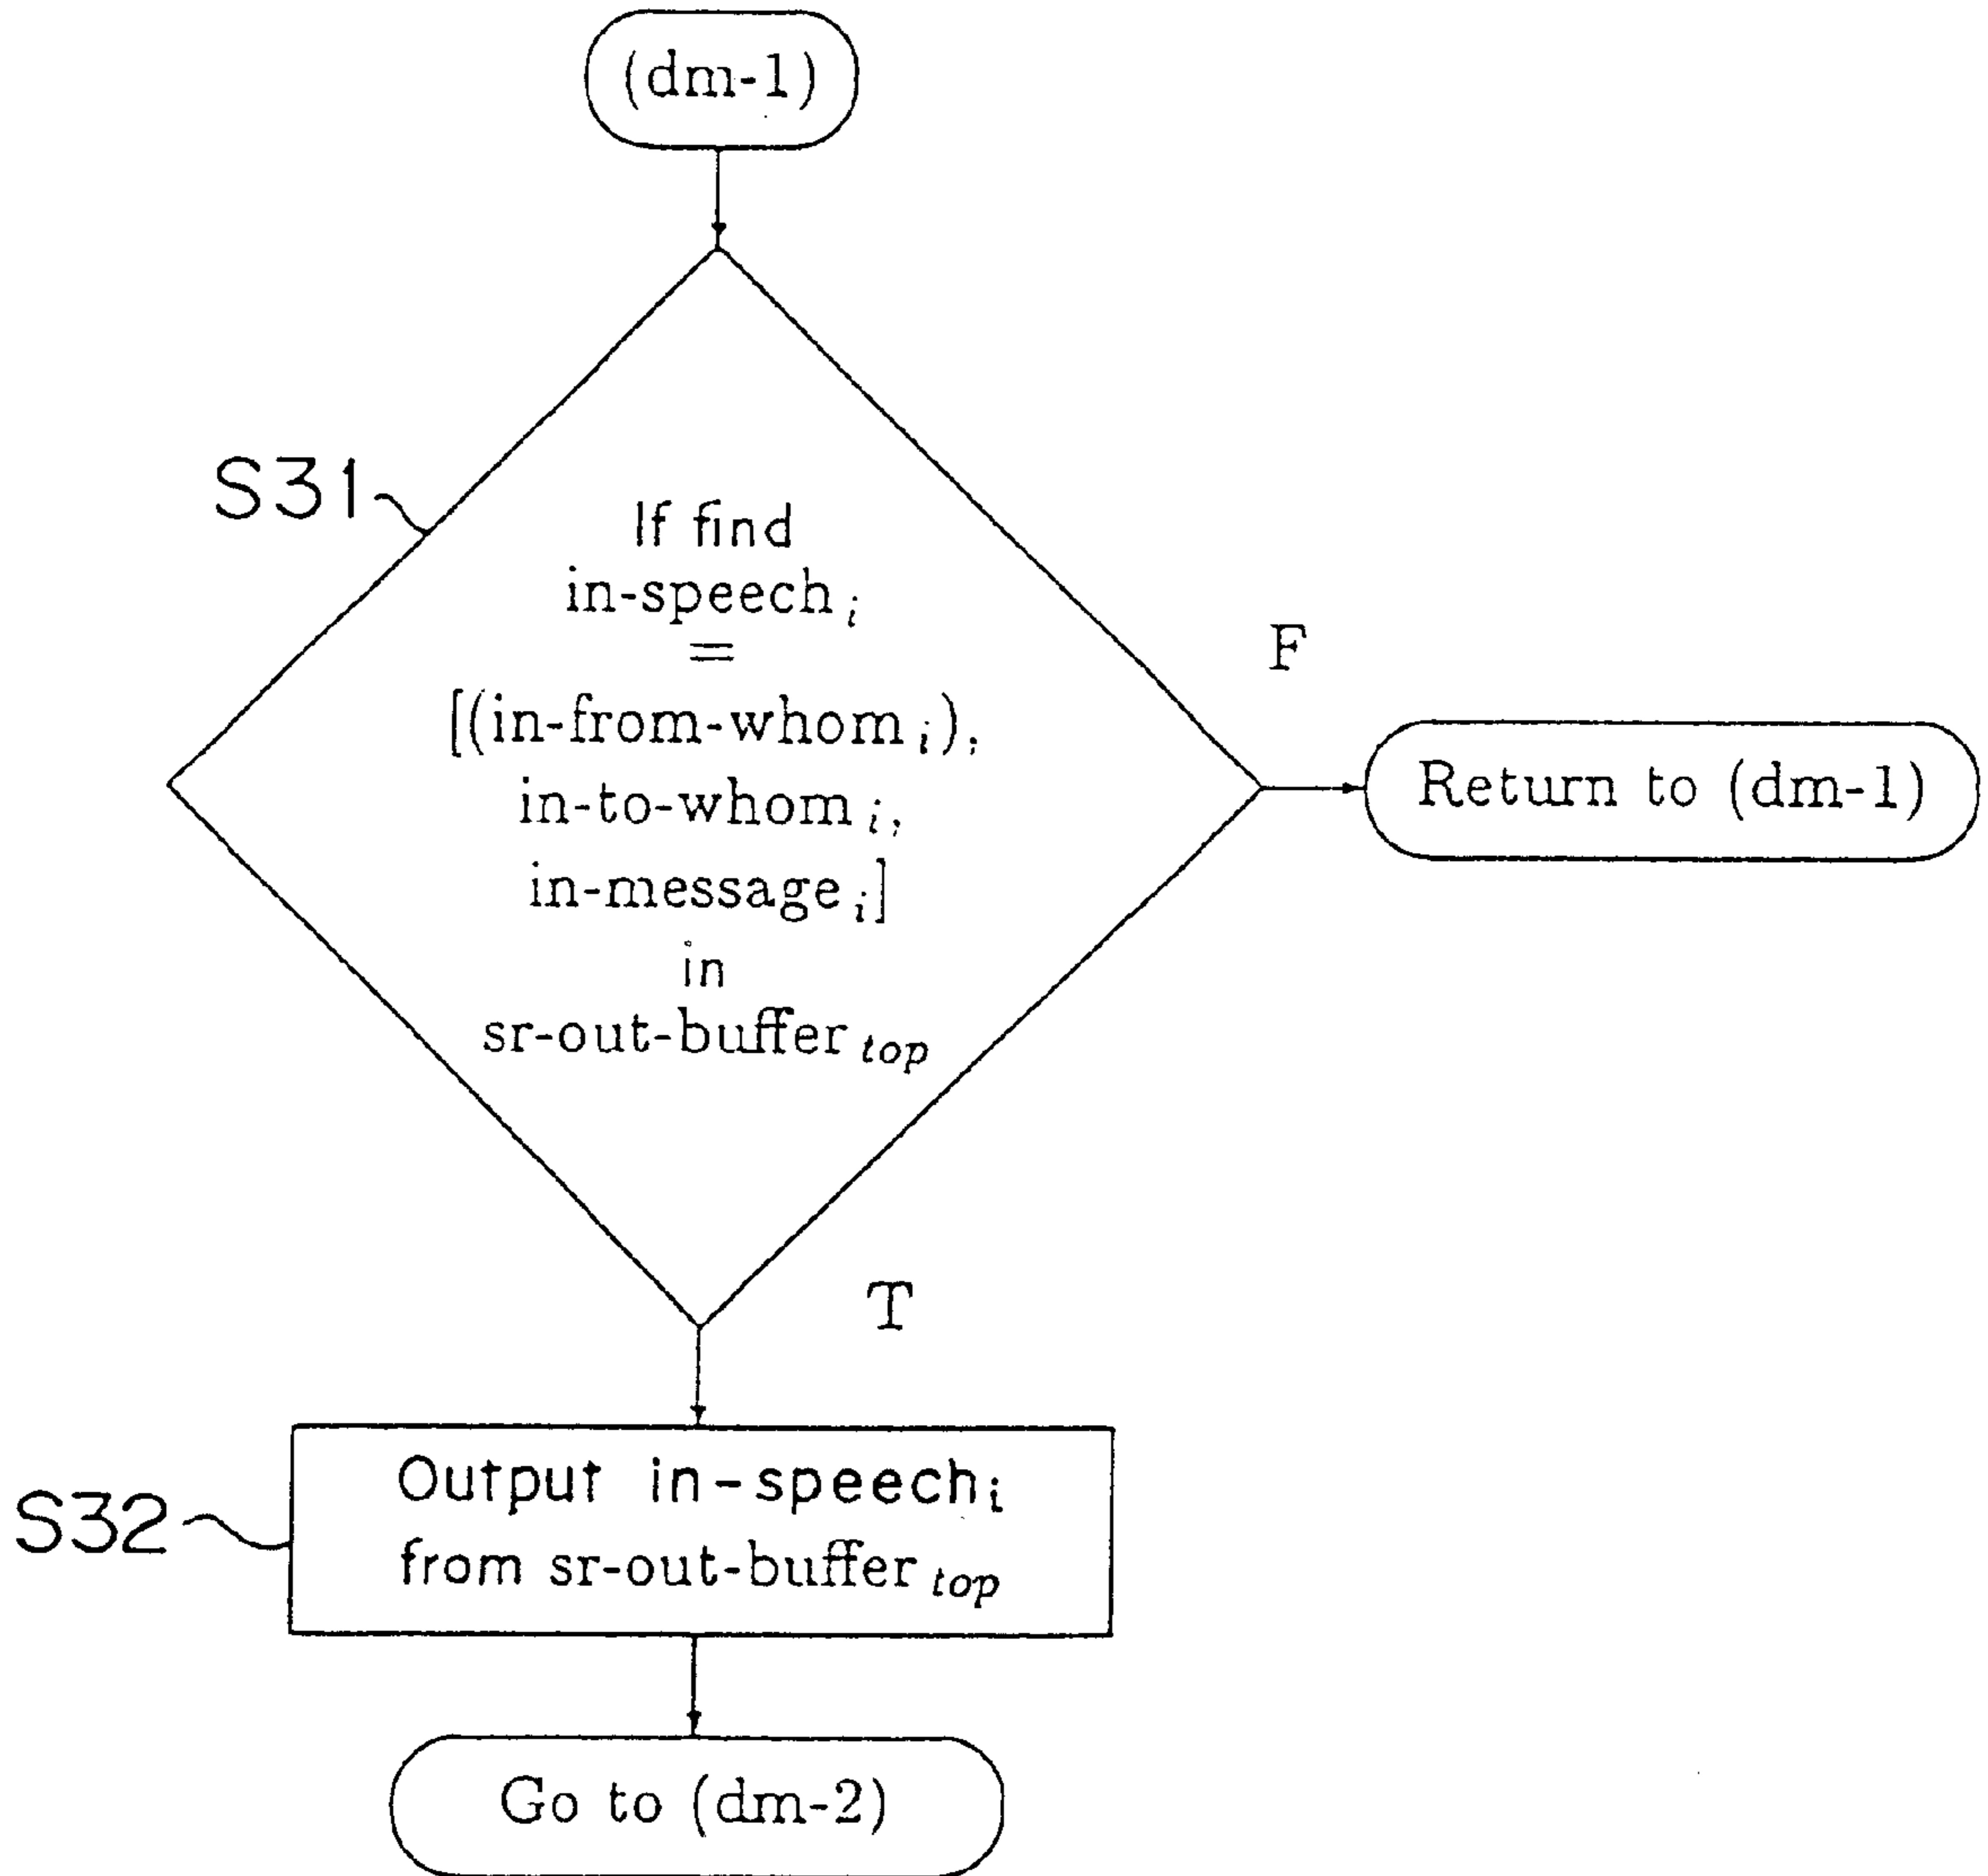 (dm-1)
S31
If find
in-speech i
=
[(in-from-whom i),
in-to-whom i,
in-message i]
in
sr-out-buffer top
F
Return to (dm-1)
T
S32
Output in-speech i
from sr-out-buffer top
Go to (dm-2)